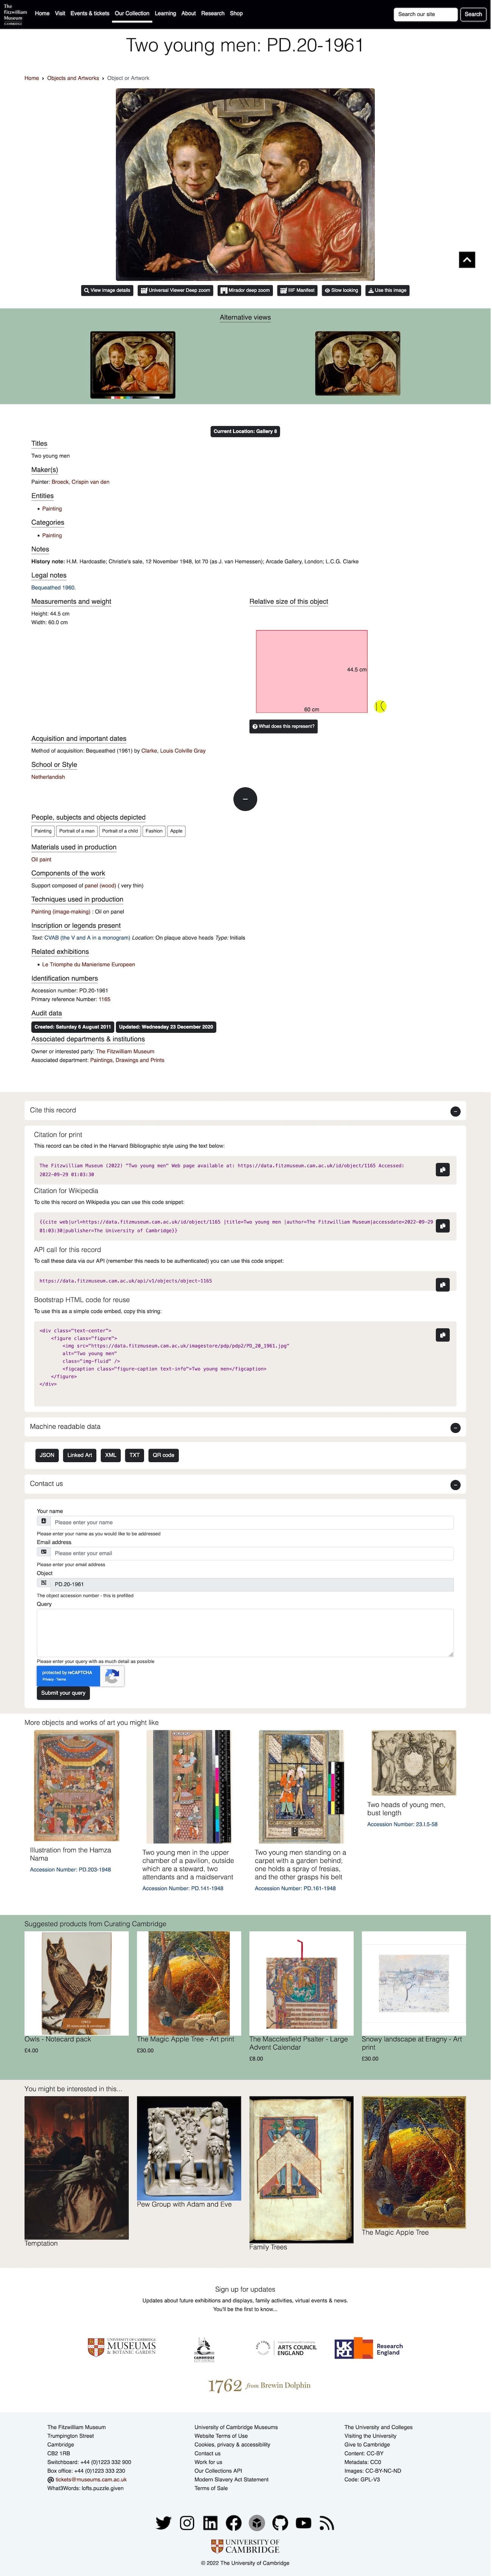 The
Fitzwilliam
Museum
CAMBRIDGE
Home Visit Events & tickets Our Collection Learning About Research Shop
Search our site
Search
Two young men: PD.20-1961
Home › Objects and Artworks › Object or Artwork
View image details
Universal Viewer Deep zoom
Mirador deep zoom
IIIF Manifest
Slow looking
Use this image
Alternative views
Current Location: Gallery 8
Titles
Two young men
Maker(s)
Painter: Broeck, Crispin van den
Entities
• Painting
Categories
• Painting
Notes
History note: H.M. Hardcastle; Christie's sale, 12 November 1948, lot 70 (as J. van Hemessen); Arcade Gallery, London; L.C.G. Clarke
Legal notes
Bequeathed 1960.
Measurements and weight
Height: 44.5 cm
Width: 60.0 cm
Relative size of this object
44.5 cm
60 cm
What does this represent?
Acquisition and important dates
Method of acquisition: Bequeathed (1961) by Clarke, Louis Colville Gray
School or Style
Netherlandish
People, subjects and objects depicted
Painting
Portrait of a man
Portrait of a child
Fashion
Apple
Materials used in production
Oil paint
Components of the work
Support composed of panel (wood) ( very thin)
Techniques used in production
Painting (image-making) : Oil on panel
Inscription or legends present
Text: CVAB (the V and A in a monogram) Location: On plaque above heads Type: Initials
Related exhibitions
• Le Triomphe du Manierisme Europeen
Identification numbers
Accession number: PD.20-1961
Primary reference Number: 1165
Audit data
Created: Saturday 6 August 2011
Updated: Wednesday 23 December 2020
Associated departments & institutions
Owner or interested party: The Fitzwilliam Museum
Associated department: Paintings, Drawings and Prints
Cite this record
Citation for print
This record can be cited in the Harvard Bibliographic style using the text below:
The Fitzwilliam Museum (2022) "Two young men" Web page available at: https://data.fitzmuseum.cam.ac.uk/id/object/1165 Accessed:
2022-09-29 01:03:30
Citation for Wikipedia
To cite this record on Wikipedia you can use this code snippet:
{{cite web|url=https://data.fitzmuseum.cam.ac.uk/id/object/1165 |title=Two young men |author=The Fitzwilliam Museum|accessdate=2022-09-29
01:03:30|publisher=The University of Cambridge}}
API call for this record
To call these data via our API (remember this needs to be authenticated) you can use this code snippet:
https://data.fitzmuseum.cam.ac.uk/api/v1/objects/object-1165
Bootstrap HTML code for reuse
To use this as a simple code embed, copy this string:
<div class="text-center">
<figure class="figure">
<img src="https://data.fitzmuseum.cam.ac.uk/imagestore/pdp/pdp2/PD_20_1961.jpg"
alt="Two young men"
class="img-fluid" />
<figcaption class="figure-caption text-info">Two young men</figcaption>
</figure>
</div>
Machine readable data
JSON
Linked Art
XML
TXT
QR code
Contact us
Your name
Please enter your name
Please enter your name as you would like to be addressed
Email address
Please enter your email
Please enter your email address
Object
PD.20-1961
The object accession number - this is prefilled
Query
Please enter your query with as much detail as possible
protected by reCAPTCHA
Privacy - Terms
Submit your query
More objects and works of art you might like
Illustration from the Hamza
Nama
Accession Number: PD.203-1948
Two young men in the upper
chamber of a pavilion, outside
which are a steward, two
attendants and a maidservant
Accession Number: PD.141-1948
Two young men standing on a
carpet with a garden behind;
one holds a spray of fresias,
and the other grasps his belt
Accession Number: PD.161-1948
Two heads of young men,
bust length
Accession Number: 23.I.5-58
Suggested products from Curating Cambridge
Owls - Notecard pack
£4.00
The Magic Apple Tree - Art print
£30.00
The Macclesfield Psalter - Large
Advent Calendar
£8.00
Snowy landscape at Eragny - Art
print
£30.00
You might be interested in this...
Temptation
Pew Group with Adam and Eve
Family Trees
The Magic Apple Tree
Sign up for updates
Updates about future exhibitions and displays, family activities, virtual events & news.
You'll be the first to know...
UNIVERSITY OF CAMBRIDGE
MUSEUMS
& BOTANIC GARDEN
ARTS COUNCIL
ENGLAND
UKRI
Research
England
1762 from Brewin Dolphin
The Fitzwilliam Museum
Trumpington Street
Cambridge
CB2 1RB
Switchboard: +44 (0)1223 332 900
Box office: +44 (0)1223 333 230
tickets@museums.cam.ac.uk
What3Words: lofts.puzzle.given
University of Cambridge Museums
Website Terms of Use
Cookies, privacy & accessibility
Contact us
Work for us
Our Collections API
Modern Slavery Act Statement
Terms of Sale
The University and Colleges
Visiting the University
Give to Cambridge
Content: CC-BY
Metadata: CC0
Images: CC-BY-NC-ND
Code: GPL-V3
UNIVERSITY OF
CAMBRIDGE
© 2022 The University of Cambridge